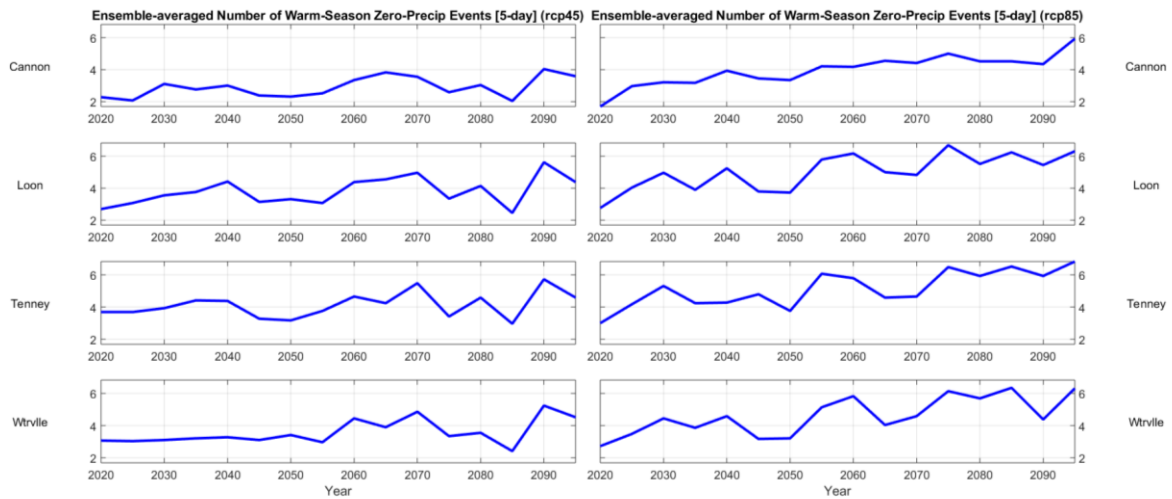 Ensemble-averaged Number of Warm-Season Zero-Precip Events [5-day] (rcp45) Ensemble-averaged Number of Warm-Season Zero-Precip Events [5-day] (rcp85)
6 6
Cannon 4 4 Cannon
2 2
2020 2030 2040 2050 2060 2070 2080 2090 2020 2030 2040 2050 2060 2070 2080 2090
6 6
Loon 4 4 Loon
2 2
2020 2030 2040 2050 2060 2070 2080 2090 2020 2030 2040 2050 2060 2070 2080 2090
6 6
Tenney 4 4 Tenney
2 2
2020 2030 2040 2050 2060 2070 2080 2090 2020 2030 2040 2050 2060 2070 2080 2090
6 6
Wtrvlle 4 4 Wtrvlle
2 2
2020 2030 2040 2050 2060 2070 2080 2090 2020 2030 2040 2050 2060 2070 2080 2090
Year Year